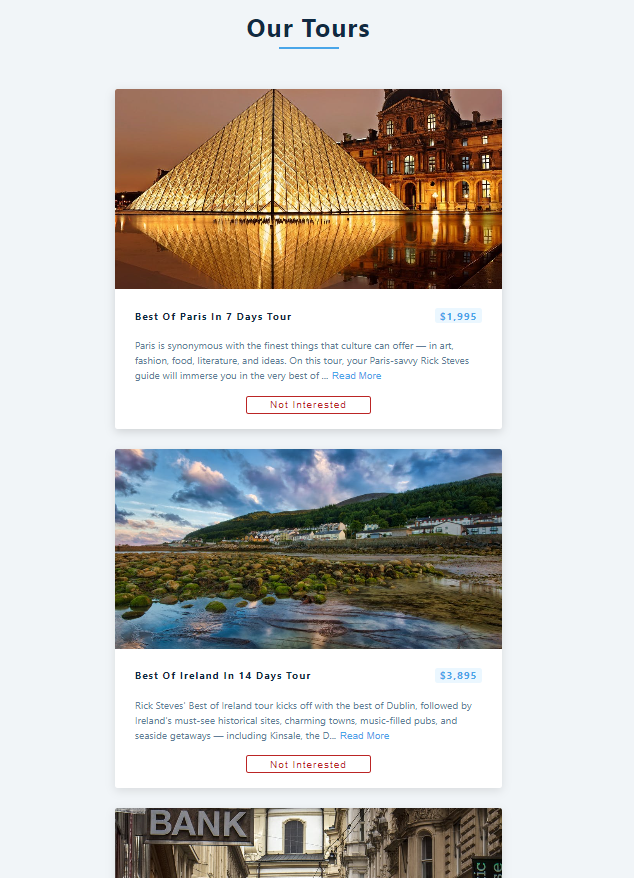 Our Tours
Best Of Paris In 7 Days Tour
$1,995
Paris is synonymous with the finest things that culture can offer — in art,
fashion, food, literature, and ideas. On this tour, your Paris-savvy Rick Steves
guide will immerse you in the very best of ... Read More
Not Interested
Best Of Ireland In 14 Days Tour
$3,895
Rick Steves' Best of Ireland tour kicks off with the best of Dublin, followed by
Ireland's must-see historical sites, charming towns, music-filled pubs, and
seaside getaways — including Kinsale, the D... Read More
Not Interested
BANK